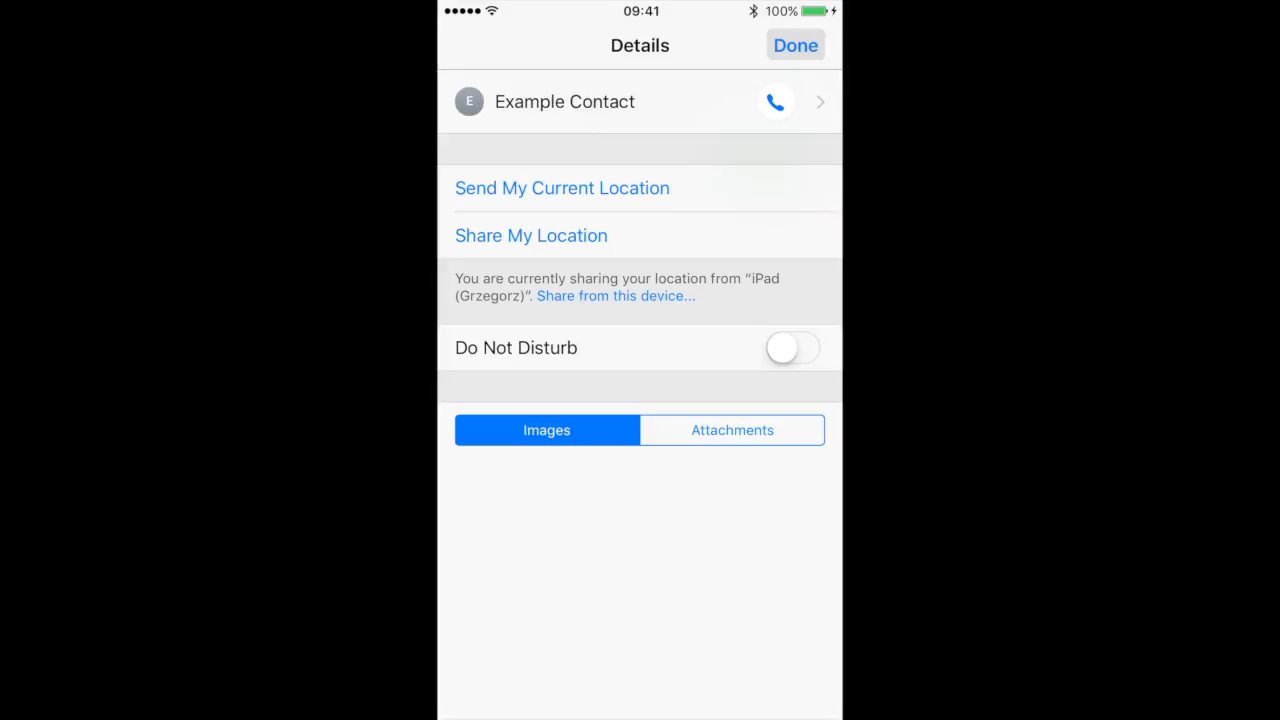 09:41
100%
Details
Done
E
Example Contact
Send My Current Location
Share My Location
You are currently sharing your location from “iPad
(Grzegorz)”. Share from this device...
Do Not Disturb
Images
Attachments